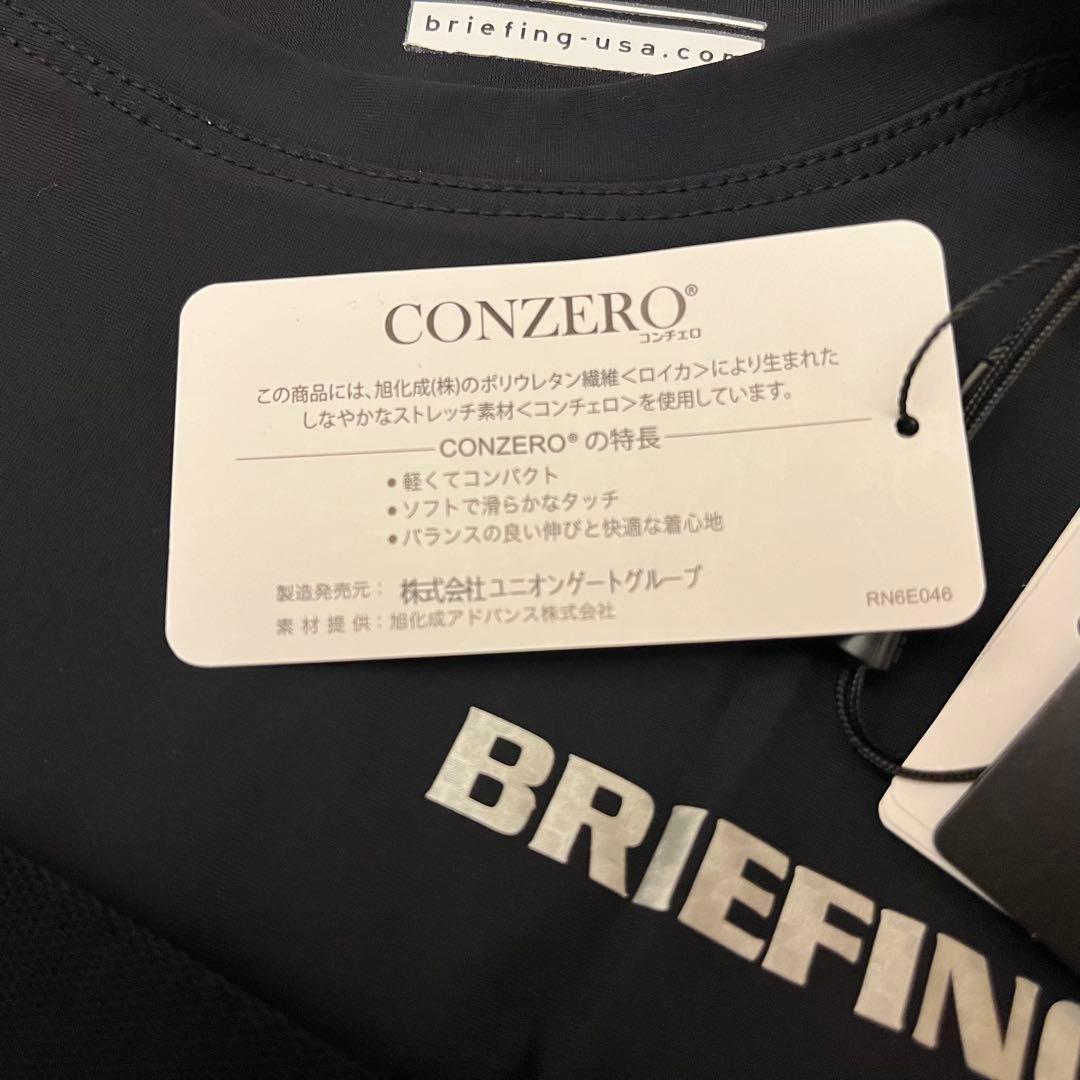 briefing-usa.com
CONZERO®
コンチェロ
この商品には、旭化成(株)のポリウレタン繊維<ロイカ>により生まれた
しなやかなストレッチ素材<コンチェロ>を使用しています。
CONZERO®の特長
●軽くてコンパクト
●ソフトで滑らかなタッチ
●バランスの良い伸びと快適な着心地
製造発売元：株式会社ユニオンゲートグループ
素材提供：旭化成アドバンス株式会社
RN6E046
BRIEFING